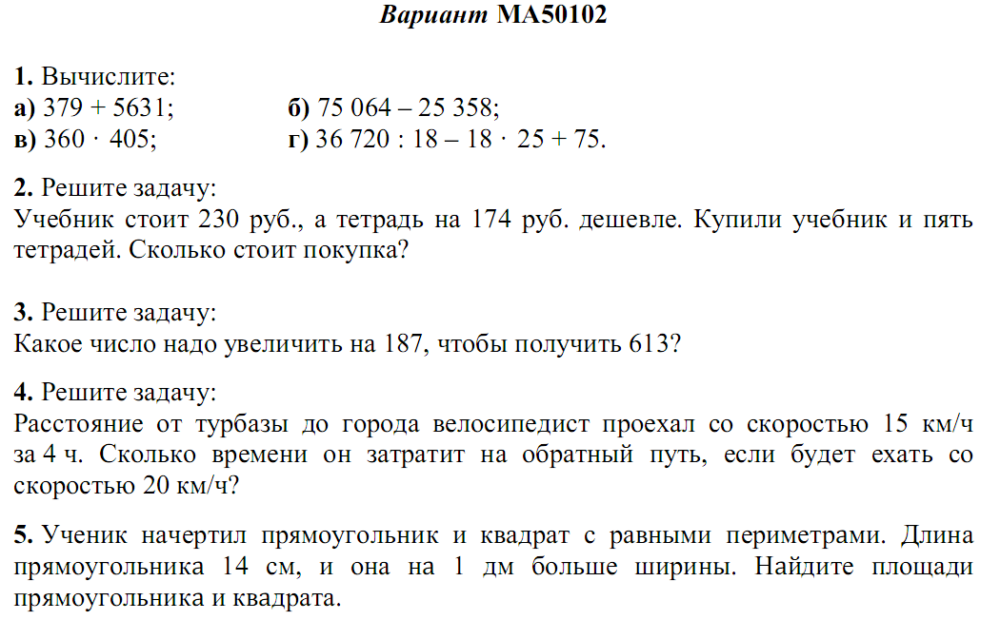 Вариант МА50102
1. Вычислите:
а) 379 + 5631; б) 75 064 – 25 358;
в) 360 · 405; г) 36 720 : 18 – 18 · 25 + 75.
2. Решите задачу:
Учебник стоит 230 руб., а тетрадь на 174 руб. дешевле. Купили учебник и пять
тетрадей. Сколько стоит покупка?
3. Решите задачу:
Какое число надо увеличить на 187, чтобы получить 613?
4. Решите задачу:
Расстояние от турбазы до города велосипедист проехал со скоростью 15 км/ч
за 4 ч. Сколько времени он затратит на обратный путь, если будет ехать со
скоростью 20 км/ч?
5. Ученик начертил прямоугольник и квадрат с равными периметрами. Длина
прямоугольника 14 см, и она на 1 дм больше ширины. Найдите площади
прямоугольника и квадрата.